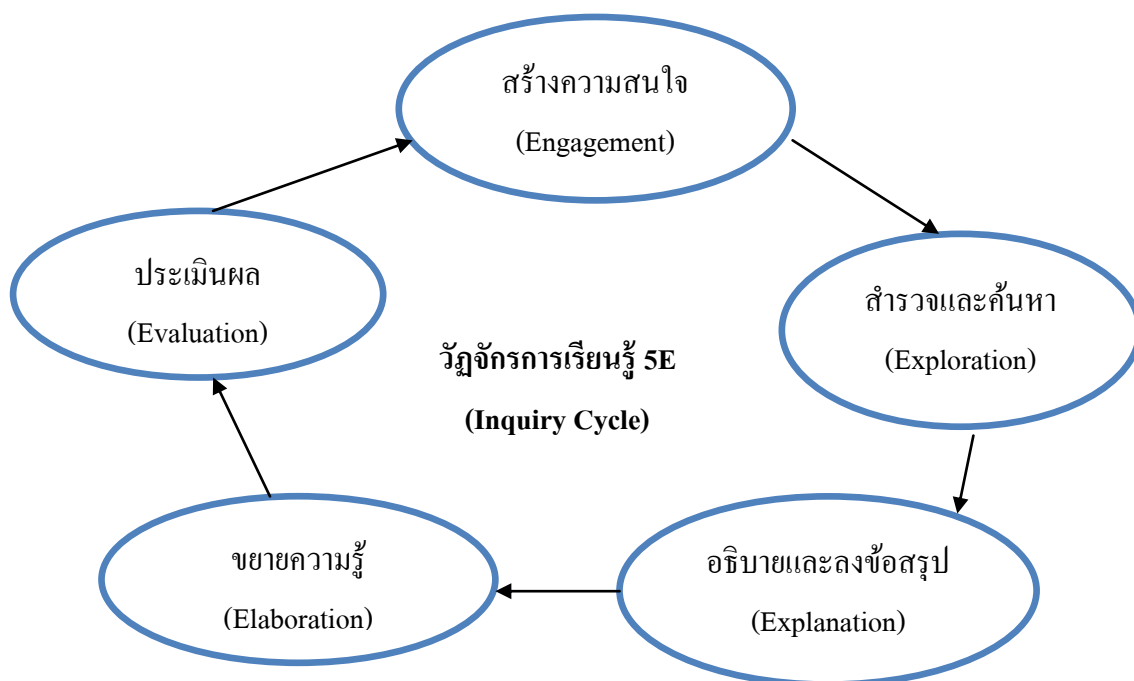 สร้างความสนใจ
(Engagement)
สำรวจและค้นหา
(Exploration)
อธิบายและลงข้อสรุป
(Explanation)
ขยายความรู้
(Elaboration)
ประเมินผล
(Evaluation)
วัฏจักรการเรียนรู้ 5E
(Inquiry Cycle)